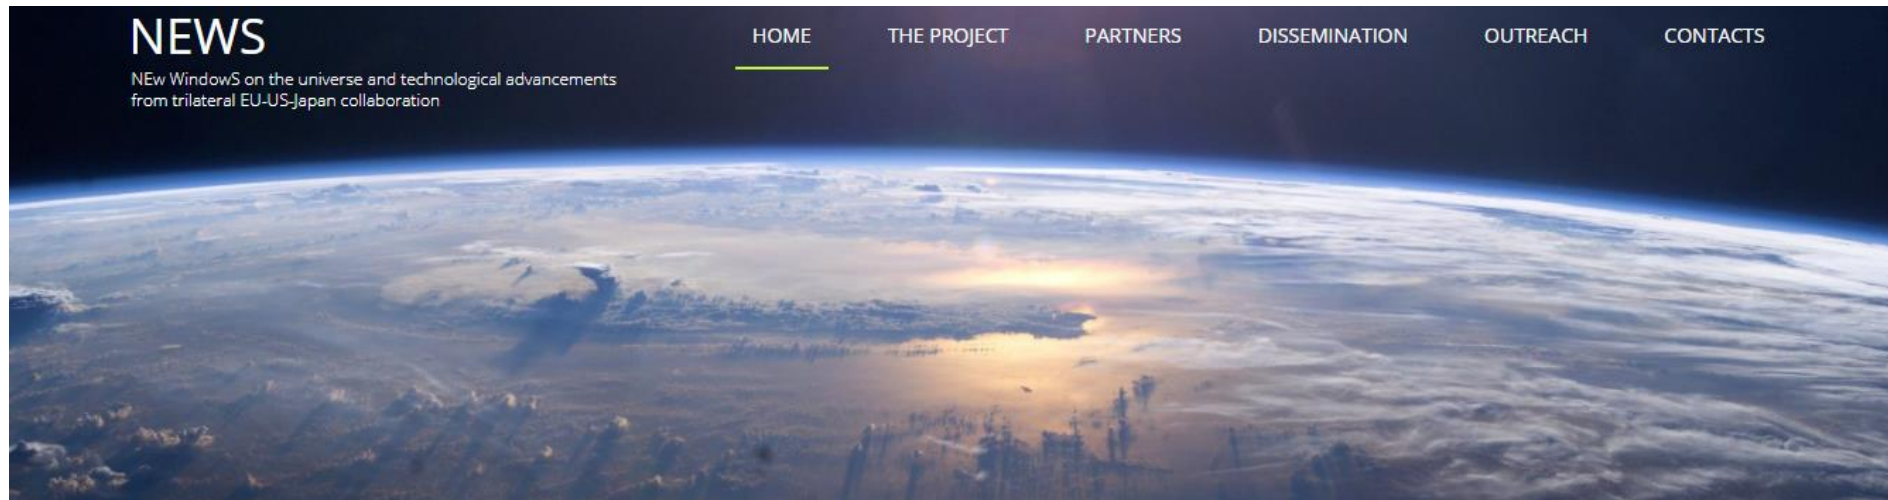 NEWS
HOME THE PROJECT PARTNERS DISSEMINATION OUTREACH CONTACTS
NEw WindowS on the universe and technological advancements
from trilateral EU-US-Japan collaboration